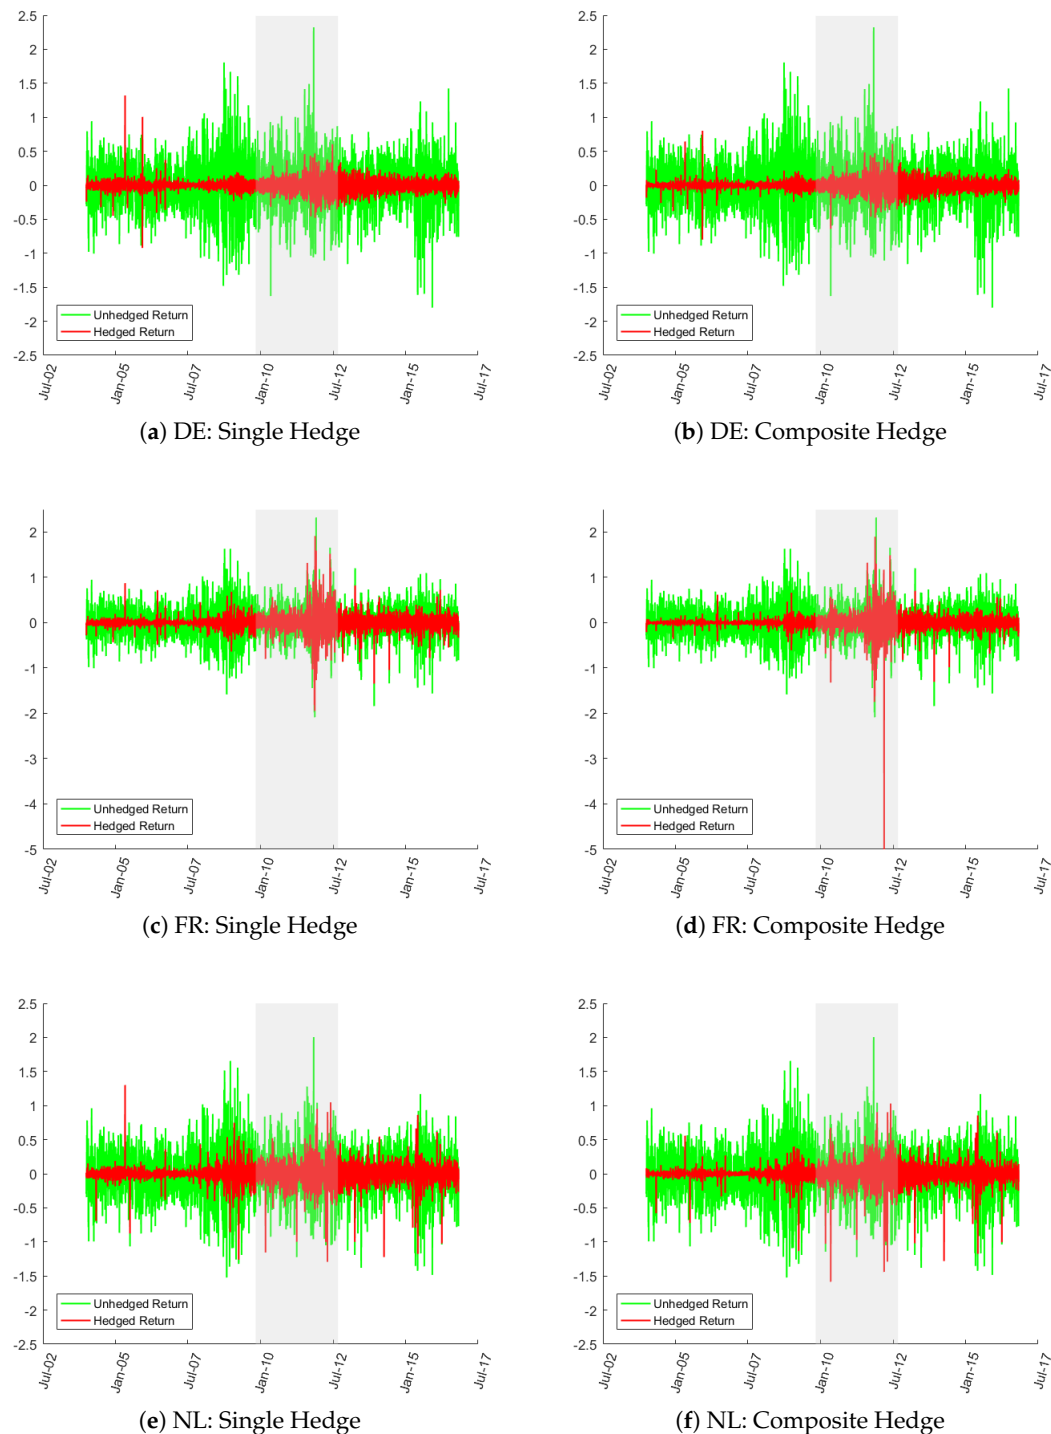 2.5
2
1.5
1
0.5
0
-0.5
-1
-1.5
-2
-2.5
Unhedged Return
Hedged Return
Jul-02
Jan-05
Jul-07
Jan-10
Jul-12
Jan-15
Jul-17
(a) DE: Single Hedge
2.5
2
1.5
1
0.5
0
-0.5
-1
-1.5
-2
-2.5
Unhedged Return
Hedged Return
Jul-02
Jan-05
Jul-07
Jan-10
Jul-12
Jan-15
Jul-17
(b) DE: Composite Hedge
2
1
0
-1
-2
-3
-4
-5
Unhedged Return
Hedged Return
Jul-02
Jan-05
Jul-07
Jan-10
Jul-12
Jan-15
Jul-17
(c) FR: Single Hedge
2
1
0
-1
-2
-3
-4
-5
Unhedged Return
Hedged Return
Jul-02
Jan-05
Jul-07
Jan-10
Jul-12
Jan-15
Jul-17
(d) FR: Composite Hedge
2.5
2
1.5
1
0.5
0
-0.5
-1
-1.5
-2
-2.5
Unhedged Return
Hedged Return
Jul-02
Jan-05
Jul-07
Jan-10
Jul-12
Jan-15
Jul-17
(e) NL: Single Hedge
2.5
2
1.5
1
0.5
0
-0.5
-1
-1.5
-2
-2.5
Unhedged Return
Hedged Return
Jul-02
Jan-05
Jul-07
Jan-10
Jul-12
Jan-15
Jul-17
(f) NL: Composite Hedge